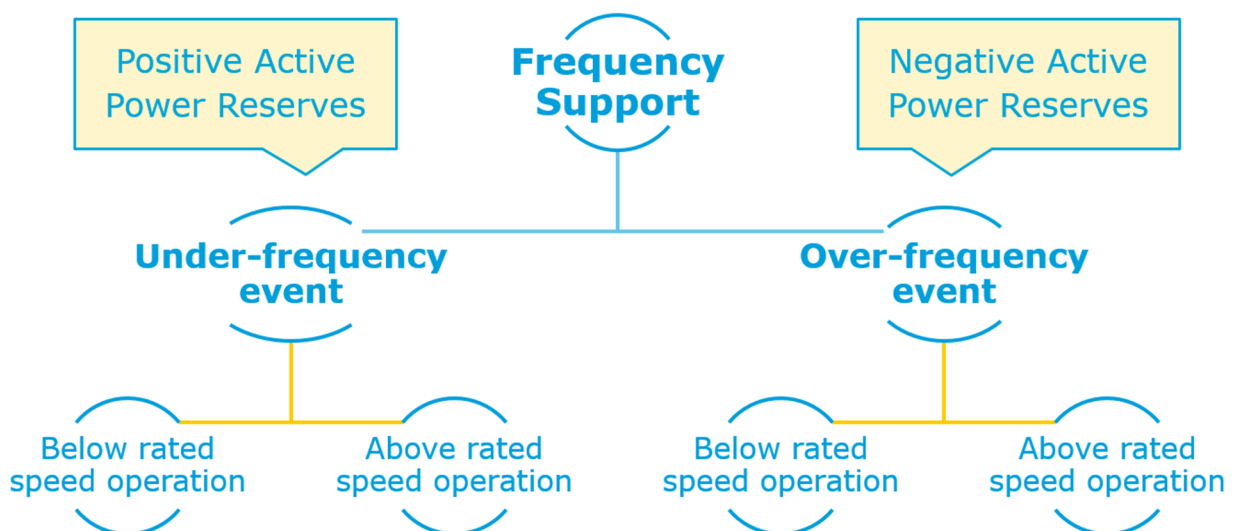 Positive Active
Power Reserves
Frequency
Support
Negative Active
Power Reserves
Under–frequency
event
Over–frequency
event
Below rated
speed operation
Above rated
speed operation
Below rated
speed operation
Above rated
speed operation